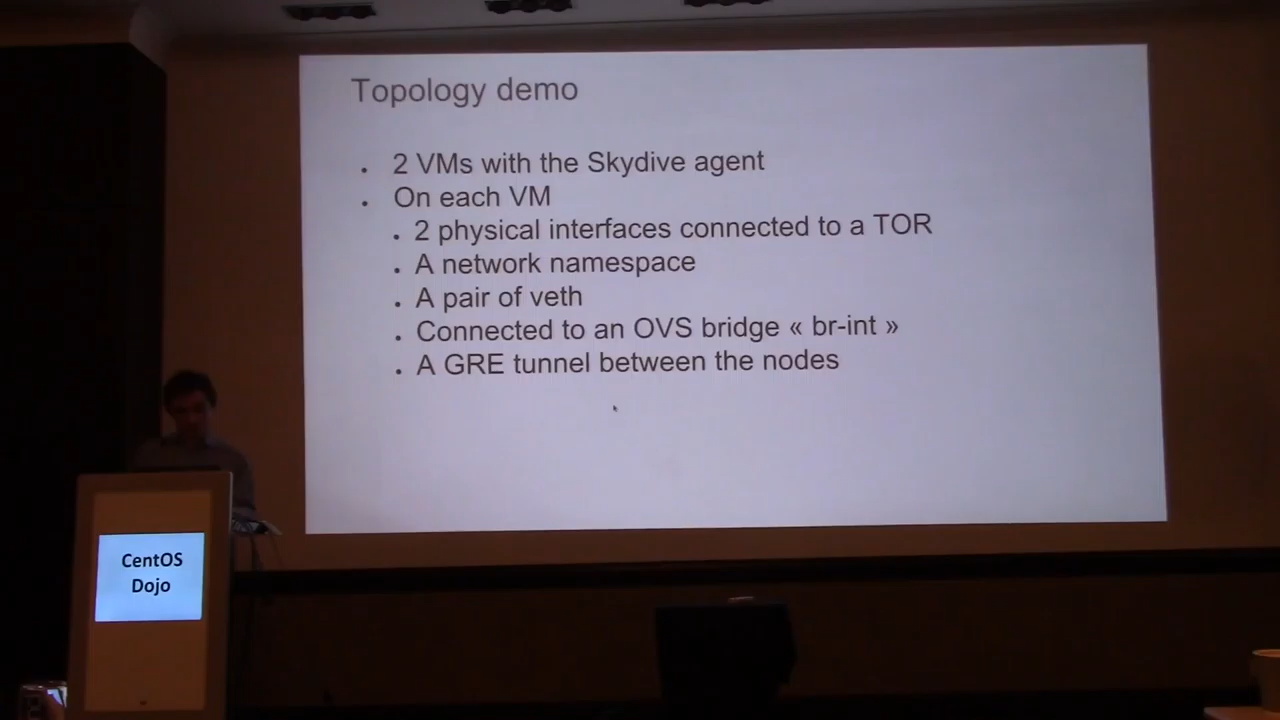 Topology demo
. 2 VMs with the Skydive agent
. On each VM
. 2 physical interfaces connected to a TOR
. A network namespace
. A pair of veth
. Connected to an OVS bridge « br-int »
. A GRE tunnel between the nodes
CentOS
Dojo